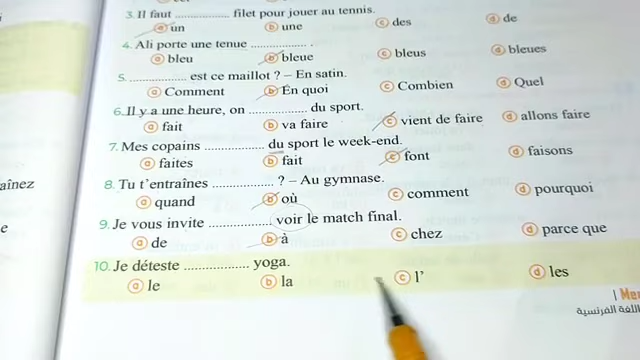 3. Il faut .............. filet pour jouer au tennis.
ⓐ un ⓑ une ⓒ des ⓓ de
4. Ali porte une tenue .............. .
ⓐ bleu ⓑ bleue ⓒ bleus ⓓ bleues
5. .............. est ce maillot ? – En satin.
ⓐ Comment ⓑ En quoi ⓒ Combien ⓓ Quel
6. Il y a une heure, on .............. du sport.
ⓐ fait ⓑ va faire ⓒ vient de faire ⓓ allons faire
7. Mes copains .............. du sport le week-end.
ⓐ faites ⓑ fait ⓒ font ⓓ faisons
8. Tu t'entraînes .............. ? – Au gymnase.
ⓐ quand ⓑ où ⓒ comment ⓓ pourquoi
9. Je vous invite .............. voir le match final.
ⓐ de ⓑ à ⓒ chez ⓓ parce que
10. Je déteste .............. yoga.
ⓐ le ⓑ la ⓒ l' ⓓ les
aînez
e
اللغة الفرنسية